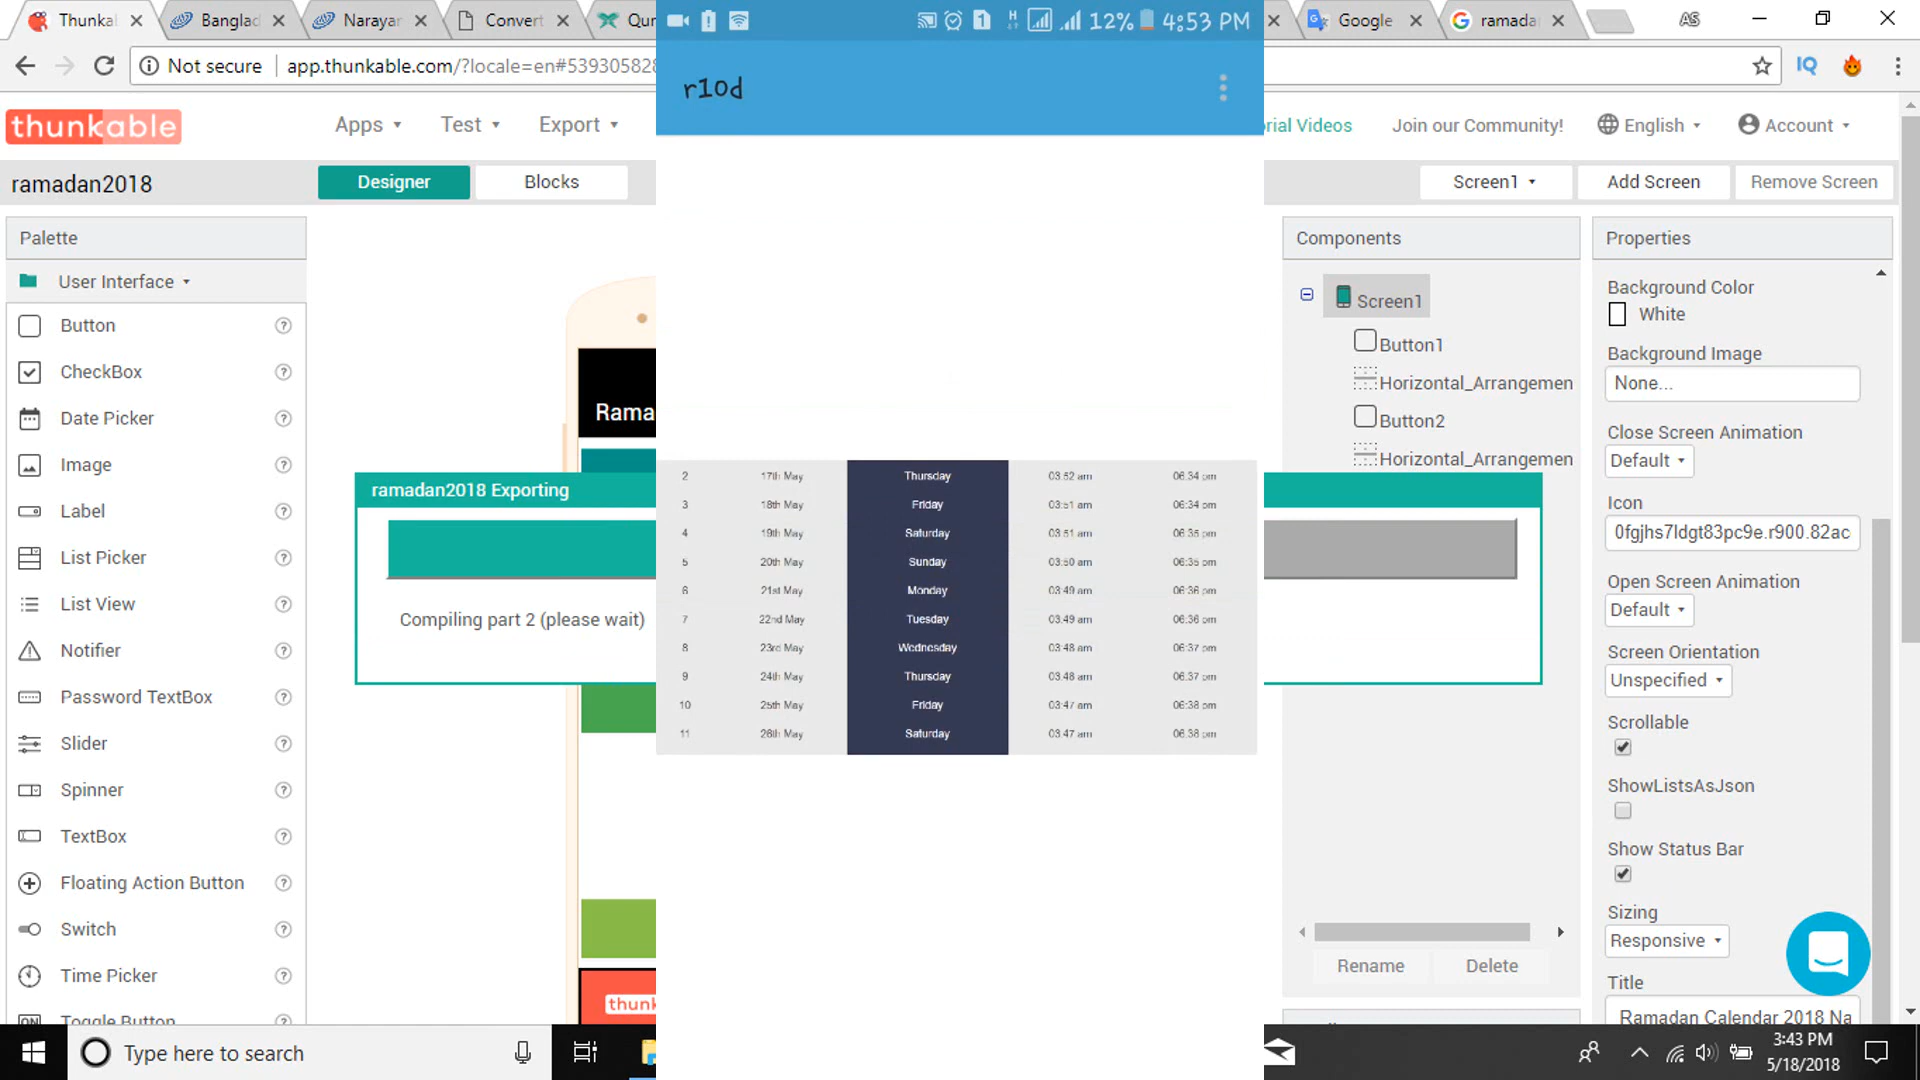 Thunkal
Banglad
Narayan
Convert
Qur
Google
ramada
AS
Not secure
app.thunkable.com/?locale=en#539305828
IQ
12% 4:53 PM
r10d
thunkable
Apps
Test
Export
rial Videos
Join our Community!
English
Account
ramadan2018
Designer
Blocks
Screen1
Add Screen
Remove Screen
Palette
User Interface
Button
CheckBox
Date Picker
Image
Label
List Picker
List View
Notifier
Password TextBox
Slider
Spinner
TextBox
Floating Action Button
Switch
Time Picker
Toggle Button
Rama
ramadan2018 Exporting
Compiling part 2 (please wait)
thunk
2 17th May Thursday 03:52 am 06:34 pm
3 18th May Friday 03:51 am 06:34 pm
4 19th May Saturday 03:51 am 06:35 pm
5 20th May Sunday 03:50 am 06:35 pm
6 21st May Monday 03:49 am 06:36 pm
7 22nd May Tuesday 03:49 am 06:36 pm
8 23rd May Wednesday 03:48 am 06:37 pm
9 24th May Thursday 03:48 am 06:37 pm
10 25th May Friday 03:47 am 06:38 pm
11 26th May Saturday 03:47 am 06:38 pm
Components
Screen1
Button1
Horizontal_Arrangemen
Button2
Horizontal_Arrangemen
Rename
Delete
Properties
Background Color
White
Background Image
None...
Close Screen Animation
Default
Icon
0fgjhs7ldgt83pc9e.r900.82ac
Open Screen Animation
Default
Screen Orientation
Unspecified
Scrollable
ShowListsAsJson
Show Status Bar
Sizing
Responsive
Title
Ramadan Calendar 2018 Na
Type here to search
3:43 PM
5/18/2018